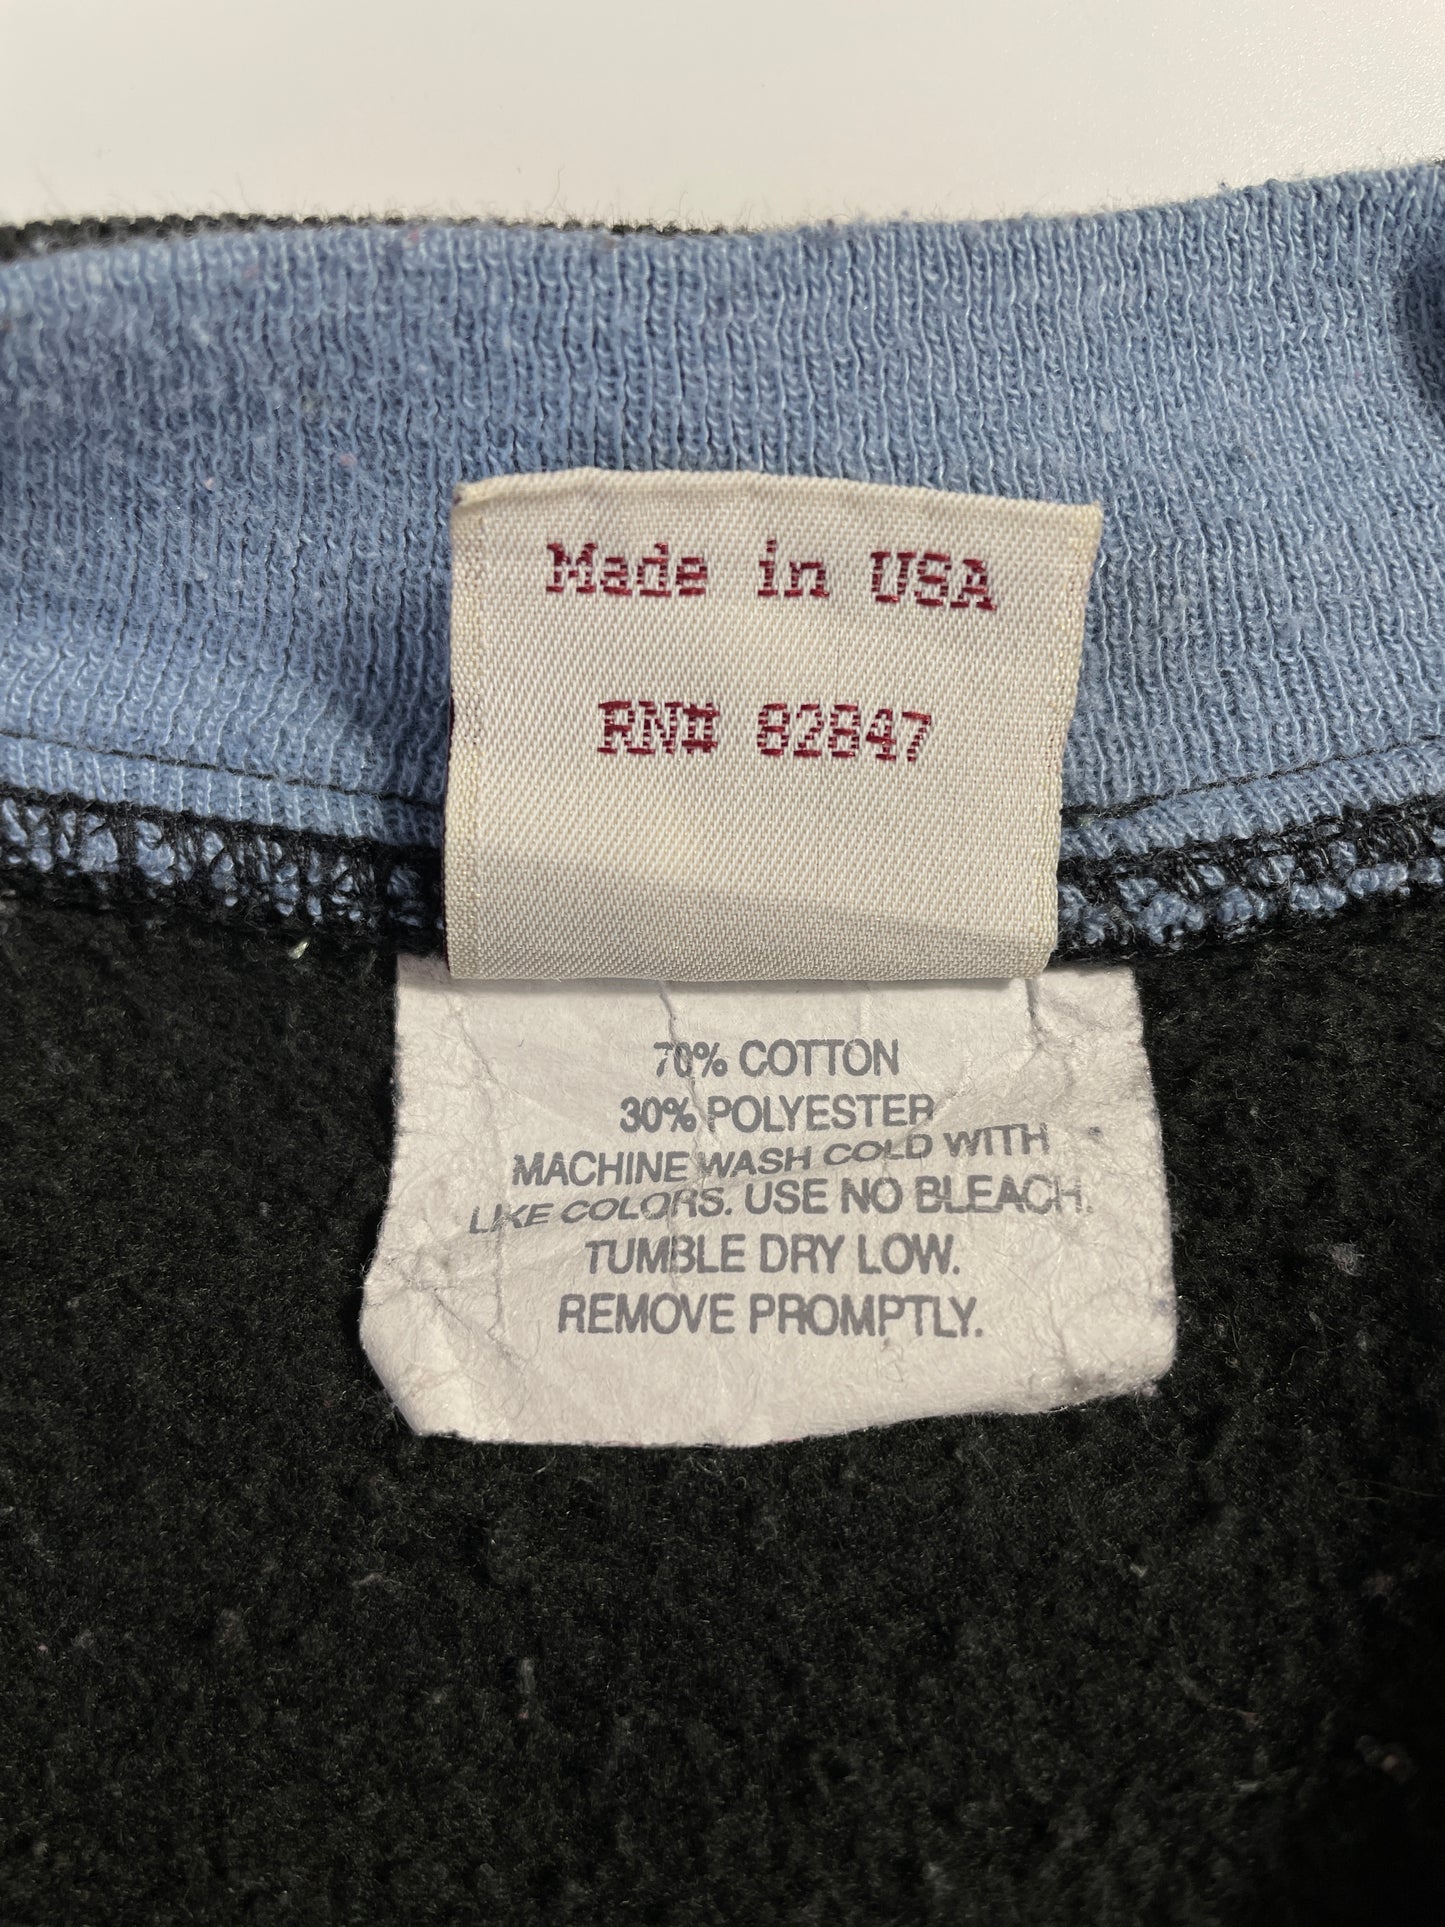 Made in USA
RN# 82847
70% COTTON
30% POLYESTER
MACHINE WASH COLD WITH
LIKE COLORS. USE NO BLEACH.
TUMBLE DRY LOW.
REMOVE PROMPTLY.